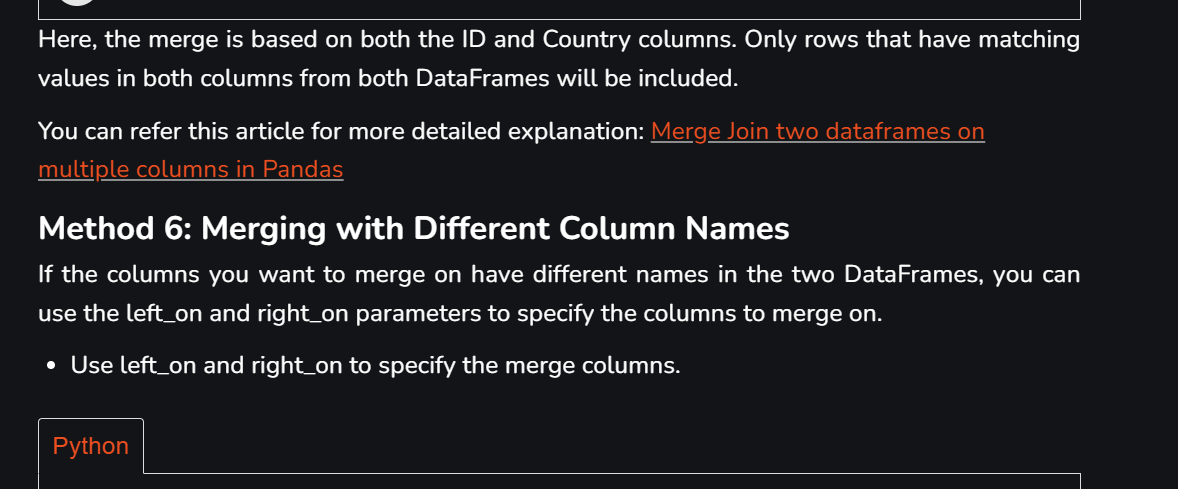 Here, the merge is based on both the ID and Country columns. Only rows that have matching
values in both columns from both DataFrames will be included.
You can refer this article for more detailed explanation: Merge Join two dataframes on
multiple columns in Pandas
Method 6: Merging with Different Column Names
If the columns you want to merge on have different names in the two DataFrames, you can
use the left_on and right_on parameters to specify the columns to merge on.
• Use left_on and right_on to specify the merge columns.
Python